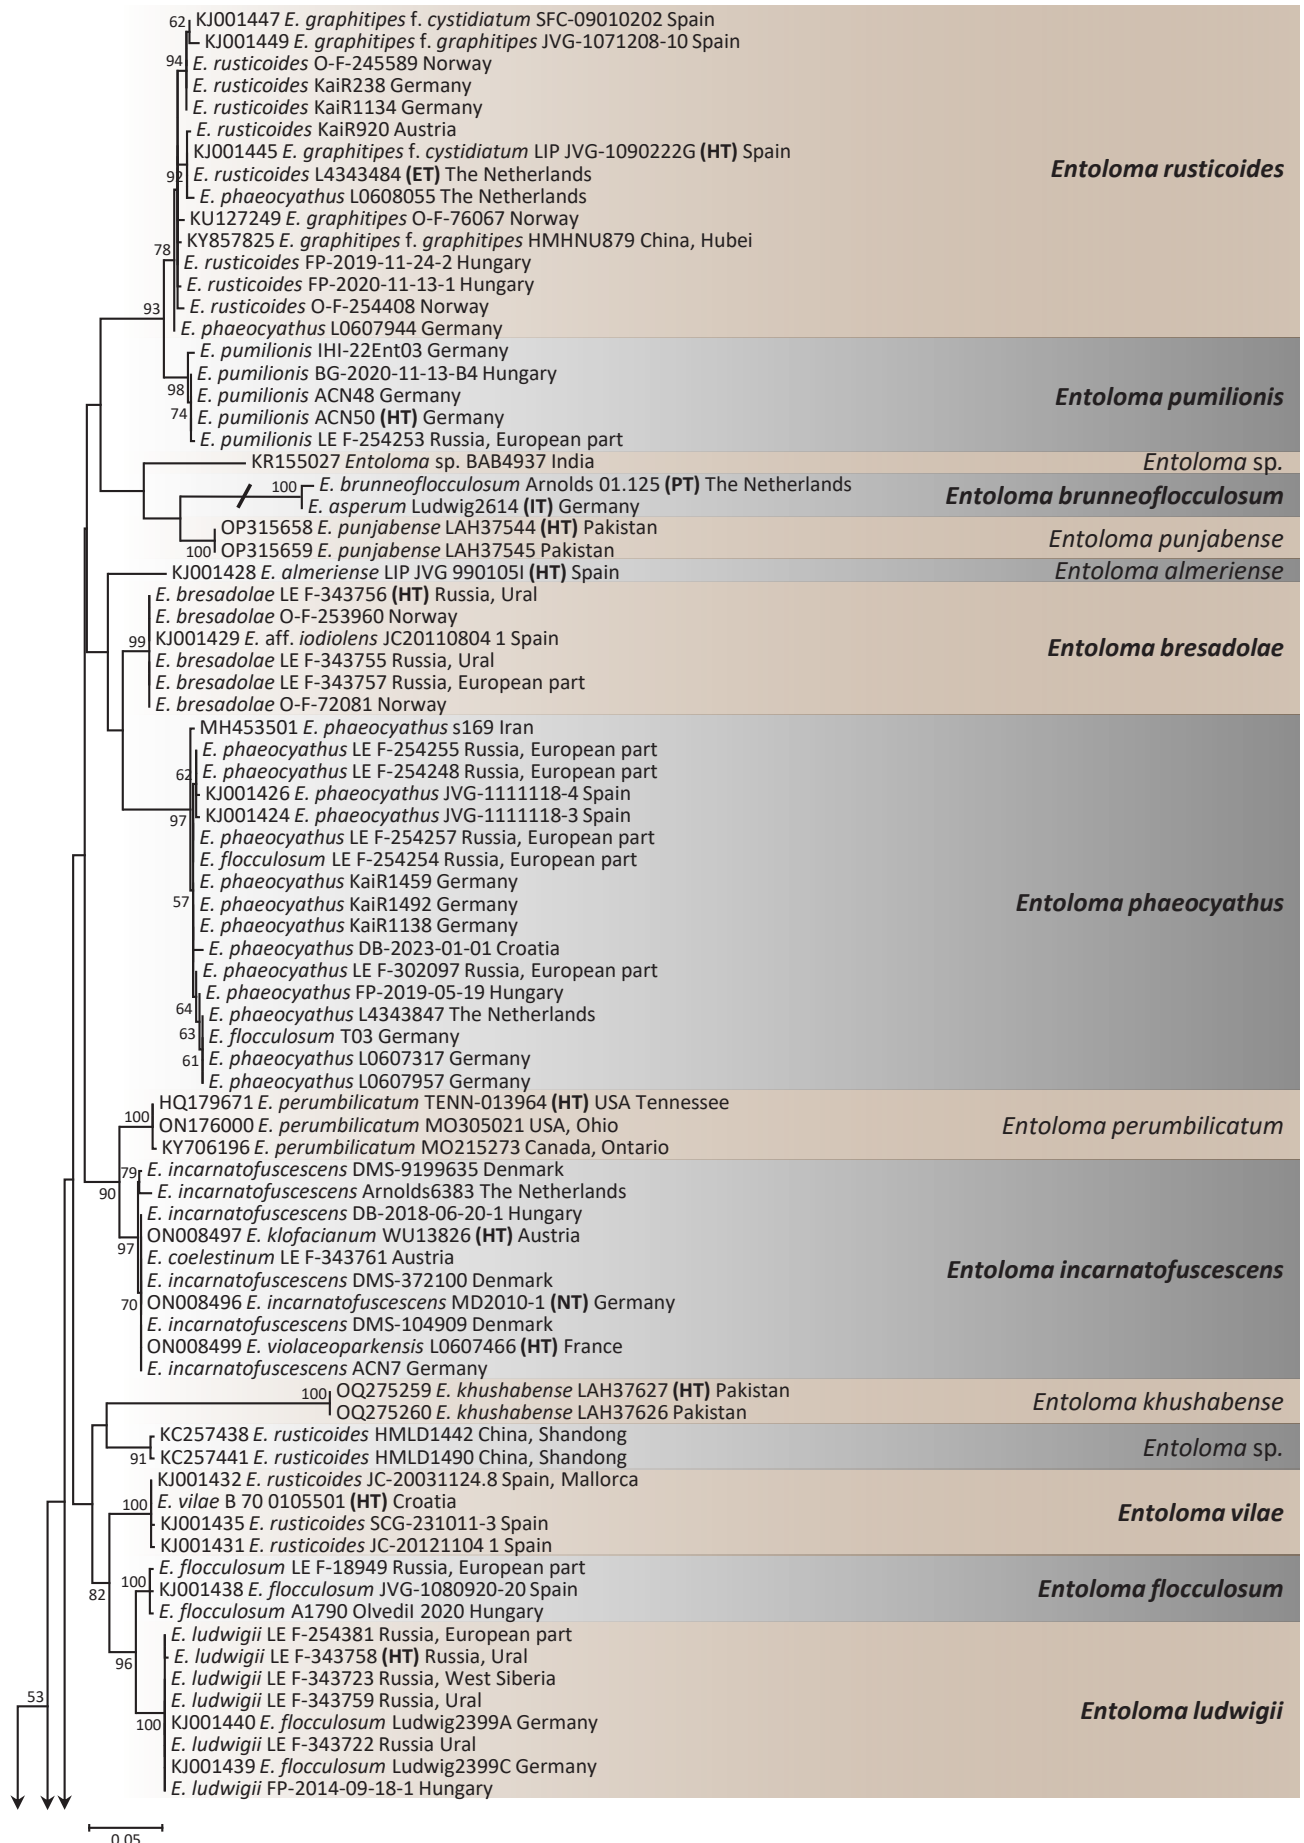 62 KJ001447 E. graphitipes f. cystidiatum SFC-09010202 Spain
KJ001449 E. graphitipes f. graphitipes JVG-1071208-10 Spain
94 E. rusticoides O-F-245589 Norway
E. rusticoides KaiR238 Germany
E. rusticoides KaiR1134 Germany
E. rusticoides KaiR920 Austria
KJ001445 E. graphitipes f. cystidiatum LIP JVG-1090222G (HT) Spain
Entoloma rusticoides
92 E. rusticoides L4343484 (ET) The Netherlands
E. phaeocyathus L0608055 The Netherlands
KU127249 E. graphitipes O-F-76067 Norway
KY857825 E. graphitipes f. graphitipes HMHNU879 China, Hubei
78
E. rusticoides FP-2019-11-24-2 Hungary
E. rusticoides FP-2020-11-13-1 Hungary
93 E. rusticoides O-F-254408 Norway
E. phaeocyathus L0607944 Germany
E. pumilionis IHI-22Ent03 Germany
E. pumilionis BG-2020-11-13-B4 Hungary
98 E. pumilionis ACN48 Germany
Entoloma pumilionis
74 E. pumilionis ACN50 (HT) Germany
E. pumilionis LE F-254253 Russia, European part
KR155027 Entoloma sp. BAB4937 India
Entoloma sp.
100 E. brunneoflocculosum Arnolds 01.125 (PT) The Netherlands
Entoloma brunneoflocculosum
E. asperum Ludwig2614 (IT) Germany
OP315658 E. punjabense LAH37544 (HT) Pakistan
Entoloma punjabense
100 OP315659 E. punjabense LAH37545 Pakistan
KJ001428 E. almeriense LIP JVG 990105I (HT) Spain
Entoloma almeriense
E. bresadolae LE F-343756 (HT) Russia, Ural
E. bresadolae O-F-253960 Norway
99 KJ001429 E. aff. iodiolens JC20110804 1 Spain
Entoloma bresadolae
E. bresadolae LE F-343755 Russia, Ural
E. bresadolae LE F-343757 Russia, European part
E. bresadolae O-F-72081 Norway
MH453501 E. phaeocyathus s169 Iran
E. phaeocyathus LE F-254255 Russia, European part
62 E. phaeocyathus LE F-254248 Russia, European part
KJ001426 E. phaeocyathus JVG-1111118-4 Spain
97 KJ001424 E. phaeocyathus JVG-1111118-3 Spain
E. phaeocyathus LE F-254257 Russia, European part
E. flocculosum LE F-254254 Russia, European part
E. phaeocyathus KaiR1459 Germany
57 E. phaeocyathus KaiR1492 Germany
Entoloma phaeocyathus
E. phaeocyathus KaiR1138 Germany
E. phaeocyathus DB-2023-01-01 Croatia
E. phaeocyathus LE F-302097 Russia, European part
E. phaeocyathus FP-2019-05-19 Hungary
64 E. phaeocyathus L4343847 The Netherlands
63 E. flocculosum T03 Germany
61 E. phaeocyathus L0607317 Germany
E. phaeocyathus L0607957 Germany
HQ179671 E. perumbilicatum TENN-013964 (HT) USA Tennessee
100 ON176000 E. perumbilicatum MO305021 USA, Ohio
Entoloma perumbilicatum
KY706196 E. perumbilicatum MO215273 Canada, Ontario
79 E. incarnatofuscescens DMS-9199635 Denmark
90 E. incarnatofuscescens Arnolds6383 The Netherlands
E. incarnatofuscescens DB-2018-06-20-1 Hungary
97 ON008497 E. klofacianum WU13826 (HT) Austria
E. coelestinum LE F-343761 Austria
Entoloma incarnatofuscescens
E. incarnatofuscescens DMS-372100 Denmark
70 ON008496 E. incarnatofuscescens MD2010-1 (NT) Germany
E. incarnatofuscescens DMS-104909 Denmark
ON008499 E. violaceoparkensis L0607466 (HT) France
E. incarnatofuscescens ACN7 Germany
100 OQ275259 E. khushabense LAH37627 (HT) Pakistan
Entoloma khushabense
OQ275260 E. khushabense LAH37626 Pakistan
KC257438 E. rusticoides HMLD1442 China, Shandong
Entoloma sp.
91 KC257441 E. rusticoides HMLD1490 China, Shandong
KJ001432 E. rusticoides JC-20031124.8 Spain, Mallorca
100 E. vilae B 70 0105501 (HT) Croatia
Entoloma vilae
KJ001435 E. rusticoides SCG-231011-3 Spain
KJ001431 E. rusticoides JC-20121104 1 Spain
E. flocculosum LE F-18949 Russia, European part
100 KJ001438 E. flocculosum JVG-1080920-20 Spain
Entoloma flocculosum
82
E. flocculosum A1790 OlvediI 2020 Hungary
E. ludwigii LE F-254381 Russia, European part
96 E. ludwigii LE F-343758 (HT) Russia, Ural
E. ludwigii LE F-343723 Russia, West Siberia
53 E. ludwigii LE F-343759 Russia, Ural
Entoloma ludwigii
100 KJ001440 E. flocculosum Ludwig2399A Germany
E. ludwigii LE F-343722 Russia Ural
KJ001439 E. flocculosum Ludwig2399C Germany
E. ludwigii FP-2014-09-18-1 Hungary
0.05